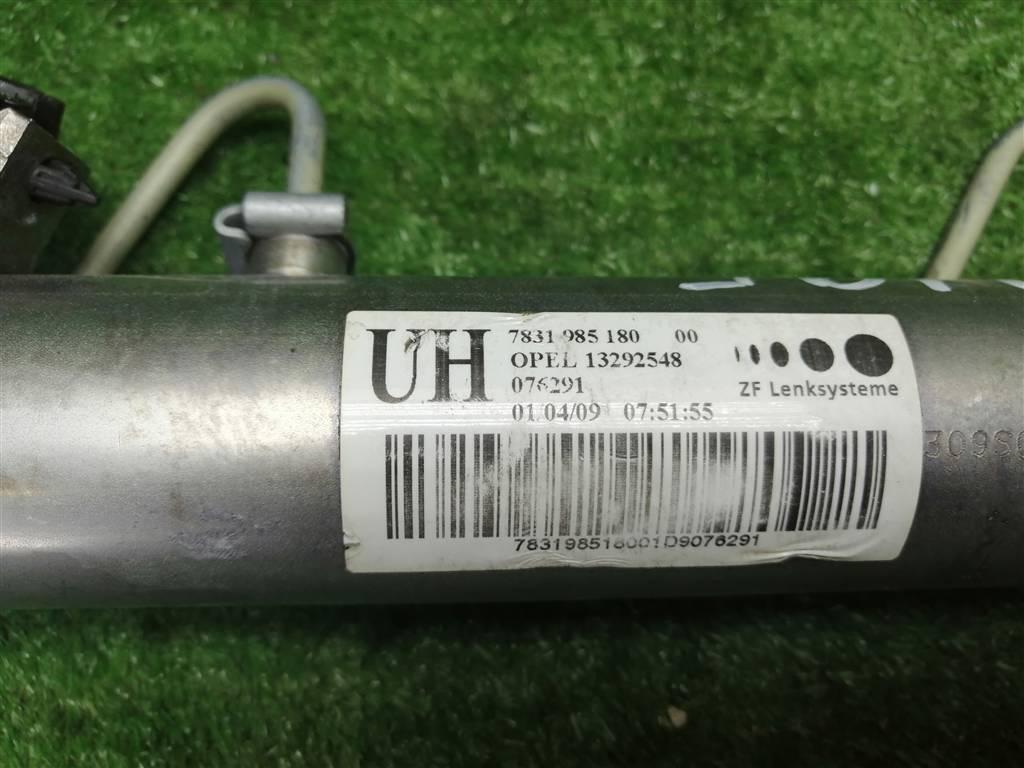 UH 7831 985 180 00
OPEL 13292548
076291
01/04/09 07:51:55
ZF Lenksysteme
783198518001D9076291